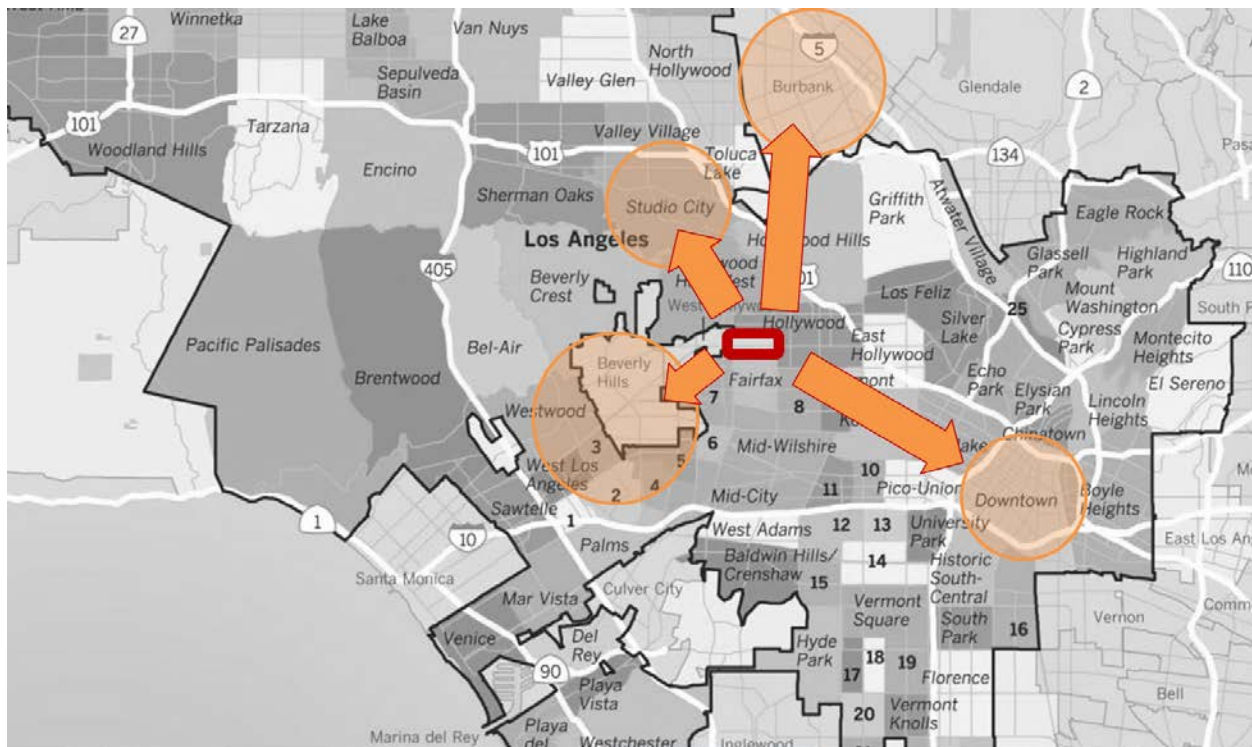 Winnetka
Lake
Balboa
Van Nuys
27
North
Hollywood
5
Sepulveda
Basin
Valley Glen
Burbank
Glendale
2
101
Tarzana
Valley Village
Woodland Hills
101
Toluca
Lake
134
Encino
Sherman Oaks
Studio City
Griffith
Park
Atwater Village
Eagle Rock
Los Angeles
Glassell
Park
Highland
Park
405
Beverly
Crest
110
Mount
Washington
Los Feliz
25
Hollywood
Silver
Lake
Cypress
Park
Montecito
Heights
Pacific Palisades
Bel-Air
East
Hollywood
Beverly
Hills
Brentwood
Fairfax
Echo
Park
Elysian
Park
El Sereno
7
8
Lincoln
Heights
Westwood
Chinatown
3
6
Mid-Wilshire
5
West Los
Angeles
10
2
4
11
Pico-Union
Downtown
Boyle
Heights
Mid-City
Sawtelle
1
1
West Adams
12
13
University
Park
10
Palms
East Los
Baldwin Hills/
Crenshaw
14
Historic
South-
Central
Santa Monica
Culver City
15
Mar Vista
Vermont
Square
South
Park
16
Vernon
Venice
Del
Rey
Hyde
Park
18
90
17
19
Florence
Playa
Vista
Bell
20
Vermont
Knolls
Marina del Rey
Playa
del
Westchester
Inglewood